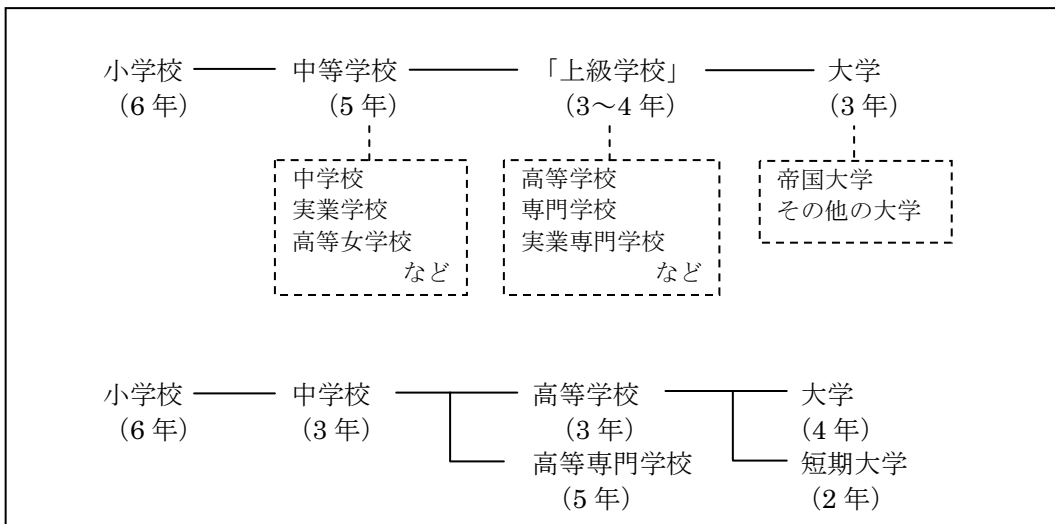 小学校 中等学校 「上級学校」 大学
(6 年) (5 年) (3～4 年) (3 年)
中学校
実業学校
高等女学校
など
高等学校
専門学校
実業専門学校
など
帝国大学
その他の大学
小学校 中学校 高等学校 大学
(6 年) (3 年) (3 年) (4 年)
高等専門学校 短期大学
(5 年) (2 年)